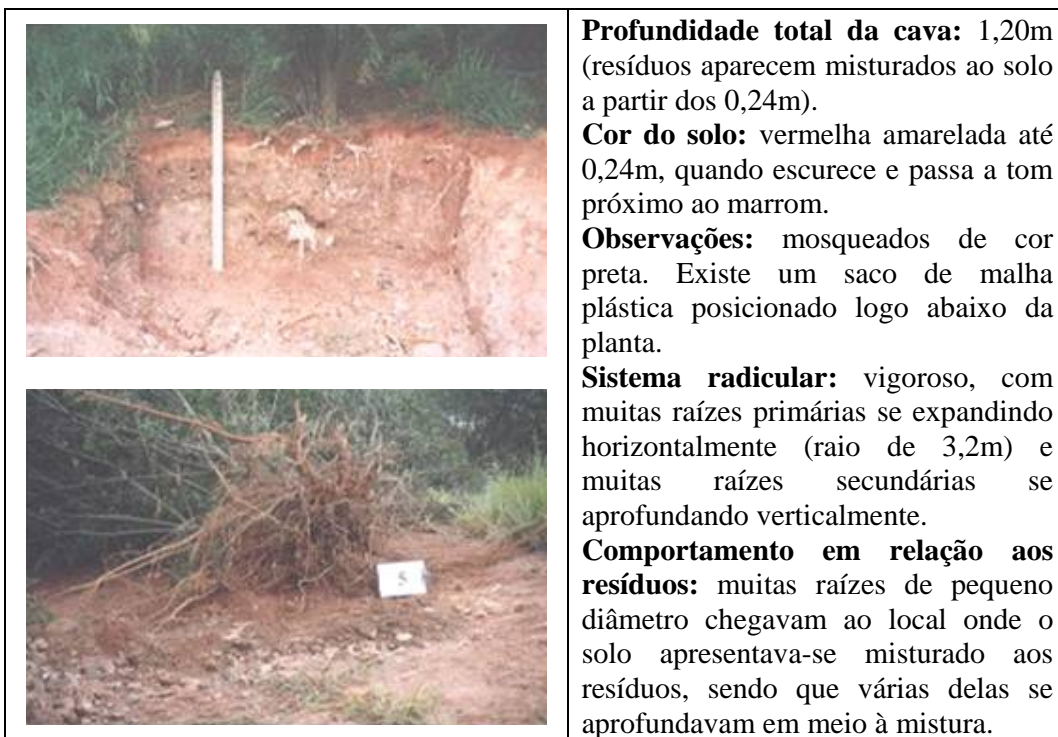 Profundidade total da cava: 1,20m
(resíduos aparecem misturados ao solo
a partir dos 0,24m).
Cor do solo: vermelha amarelada até
0,24m, quando escurece e passa a tom
próximo ao marrom.
Observações: mosqueados de cor
preta. Existe um saco de malha
plástica posicionado logo abaixo da
planta.
Sistema radicular: vigoroso, com
muitas raízes primárias se expandindo
horizontalmente (raio de 3,2m) e
muitas raízes secundárias se
aprofundando verticalmente.
Comportamento em relação aos
resíduos: muitas raízes de pequeno
diâmetro chegavam ao local onde o
solo apresentava-se misturado aos
resíduos, sendo que várias delas se
aprofundavam em meio à mistura.